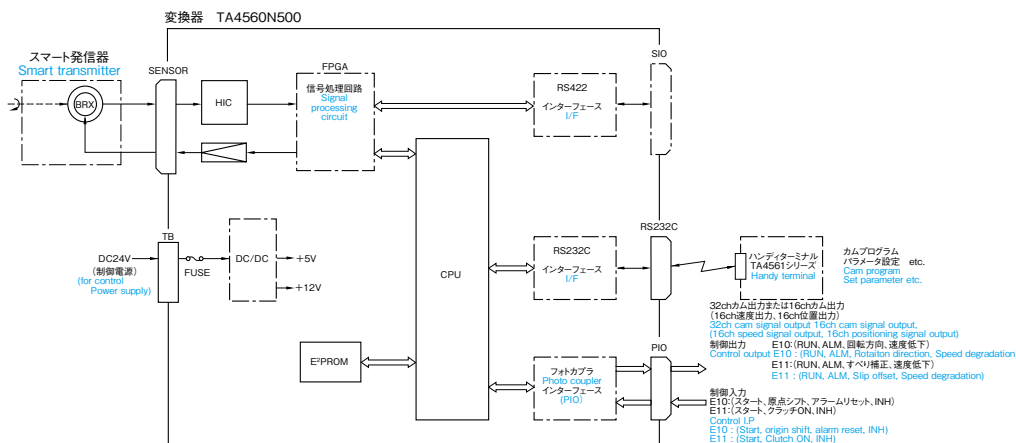 変換器 TA4560N500
スマート発信器
Smart transmitter
BRX
SENSOR
HIC
FPGA
信号処理回路
Signal
processing
circuit
RS422
インターフェース
I/F
SIO
CPU
TB
DC24V
(制御電源)
(for control
Power supply)
FUSE
DC/DC
+5V
+12V
RS232C
インターフェース
I/F
RS232C
ハンディターミナル
TA4561シリーズ
Handy terminal
カムプログラム
パラメータ設定 etc.
Cam program
Set parameter etc.
E²PROM
フォトカプラ
Photo coupler
インターフェース
(PIO)
PIO
32chカム出力または16chカム出力
(16ch速度出力、16ch位置出力)
32ch cam signal output 16ch cam signal output,
(16ch speed signal output, 16ch positioning signal output)
制御出力 E10:(RUN、ALM、回転方向、速度低下)
Control output E10 : (RUN, ALM, Rotaiton direction, Speed degradation
E11:(RUN、ALM、すべり補正、速度低下)
E11 : (RUN, ALM, Slip offset, Speed degradation)
制御入力
E10:(スタート、原点シフト、アラームリセット、INH)
E11:(スタート、クラッチON、INH)
Control I.P
E10 : (Start, origin shift, alarm reset, INH)
E11 : (Start, Clutch ON, INH)